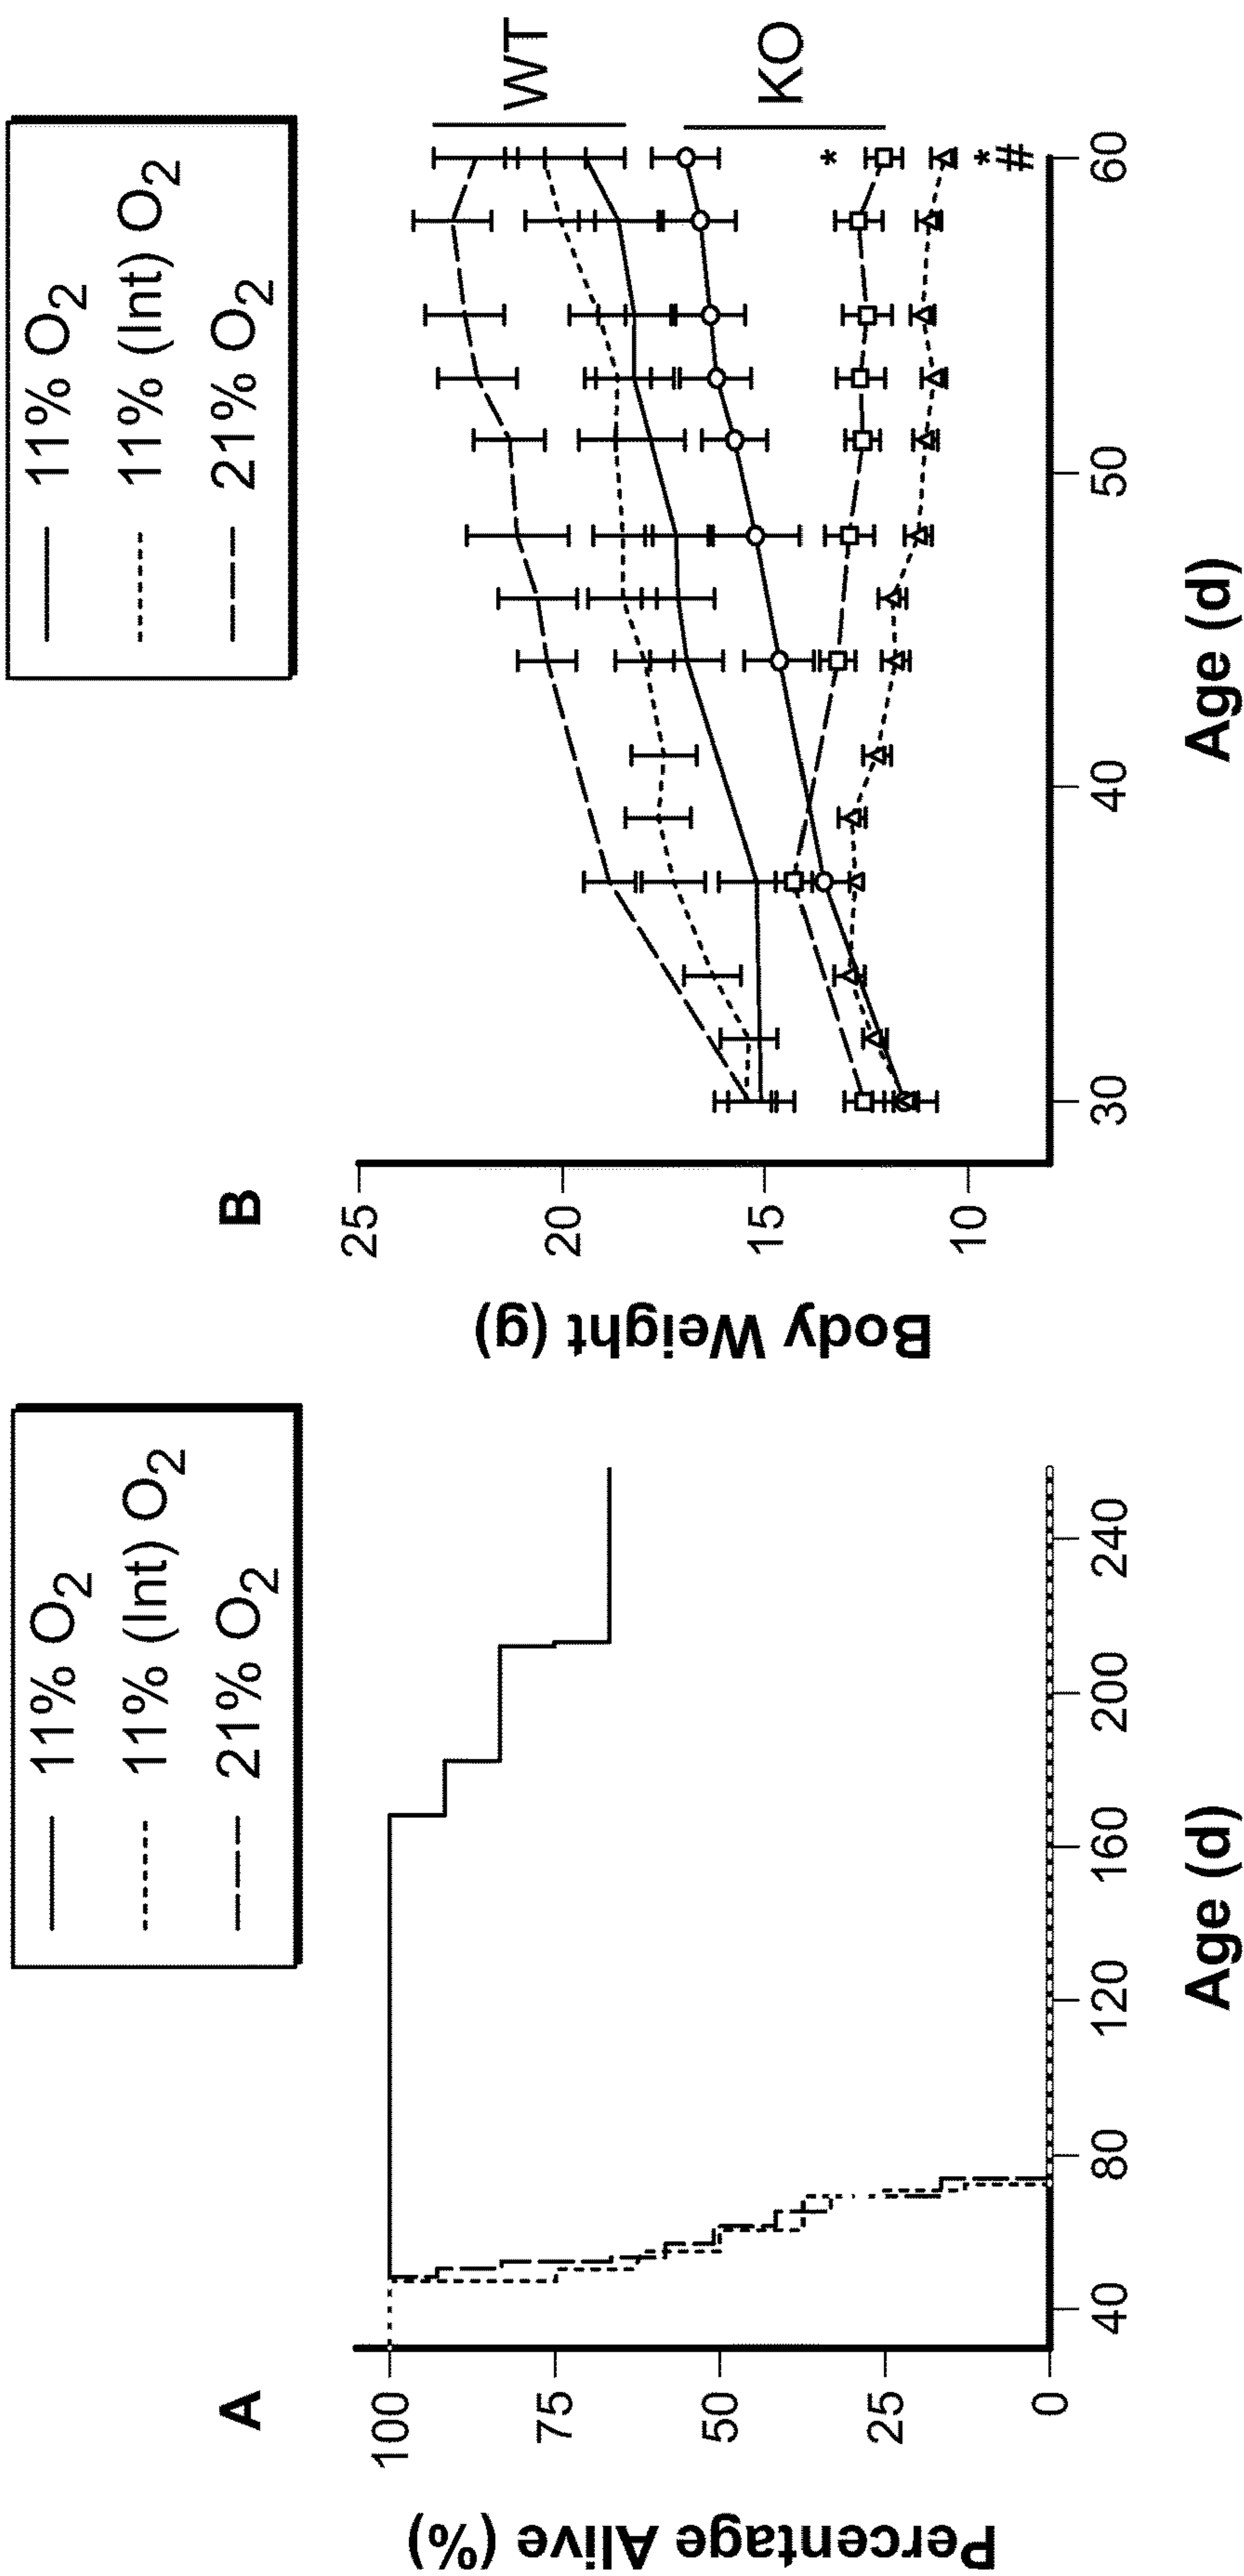 A
11% O2
11% (Int) O2
21% O2
Percentage Alive (%)
100
75
50
25
0
40
80
120
160
200
240
Age (d)
B
11% O2
11% (Int) O2
21% O2
Body Weight (g)
25
20
15
10
30
40
50
60
Age (d)
WT
KO
*
*#